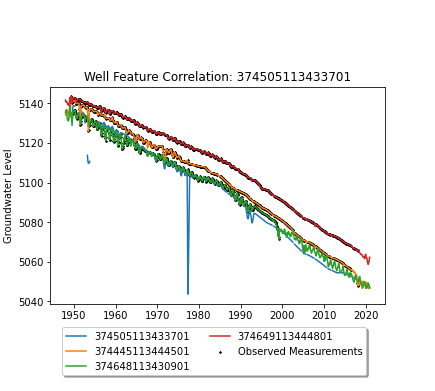 Well Feature Correlation: 374505113433701
5140
5120
5100
5080
5060
5040
Groundwater Level
1950 1960 1970 1980 1990 2000 2010 2020
374505113433701 374649113444801
374445113444501 Observed Measurements
374648113430901